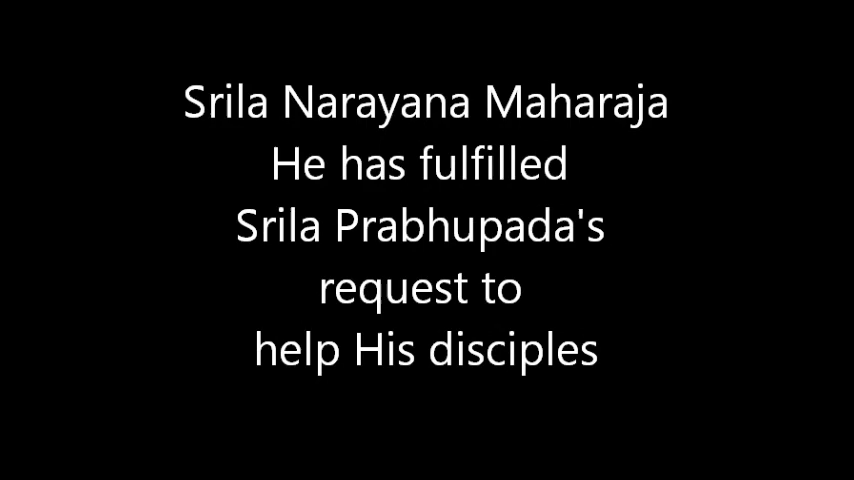 Srila Narayana Maharaja
He has fulfilled
Srila Prabhupada's
request to
help His disciples